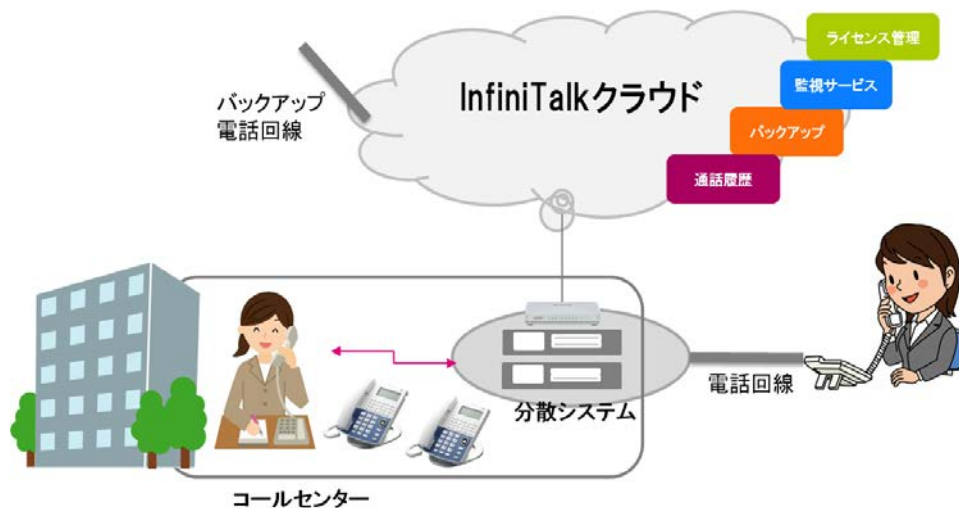 ライセンス管理
監視サービス
InfiniTalkクラウド
バックアップ
電話回線
バックアップ
通話履歴
電話回線
分散システム
コールセンター